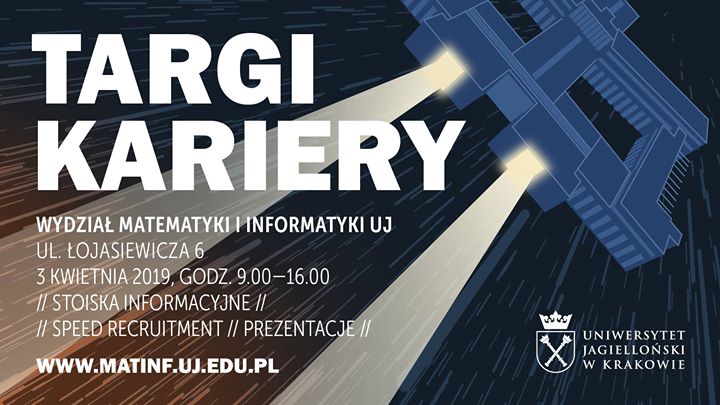 TARGI
KARIERY
WYDZIAŁ MATEMATYKI I INFORMATYKI UJ
UL. ŁOJASIEWICZA 6
3 KWIETNIA 2019, GODZ. 9.00—16.00
// STOISKA INFORMACYJNE //
// SPEED RECRUITMENT // PREZENTACJE //
WWW.MATINF.UJ.EDU.PL
UNIWERSYTET
JAGIELLOŃSKI
W KRAKOWIE